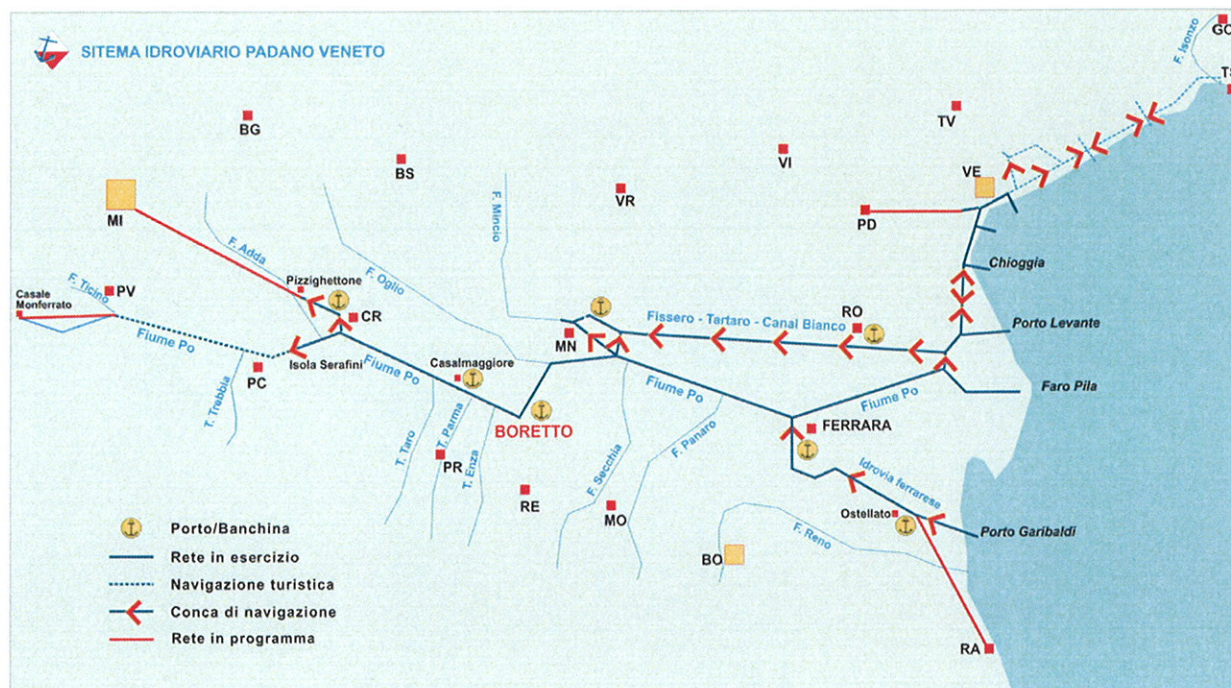 SITEMA IDROVIARIO PADANO VENETO
GO
F. Isonzo
TS
BG
TV
BS
VI
VE
VR
MI
F. Mincio
PD
F. Adda
Chioggia
F. Oglio
Pizzighettone
F. Ticino
PV
Casale
Monferrato
CR
RO
Fissero - Tartaro - Canal Bianco
Porto Levante
MN
Fiume Po
Isola Serafini
Casalmaggiore
PC
Fiume Po
Fiume Po
Fiume Po
Faro Pila
T. Trebbia
BORETTO
FERRARA
T. Taro
T. Parma
T. Enza
PR
F. Secchia
F. Panaro
Idrovia ferrarese
RE
MO
Ostellato
Porto Garibaldi
F. Reno
BO
RA
Porto/Banchina
Rete in esercizio
Navigazione turistica
Conca di navigazione
Rete in programma